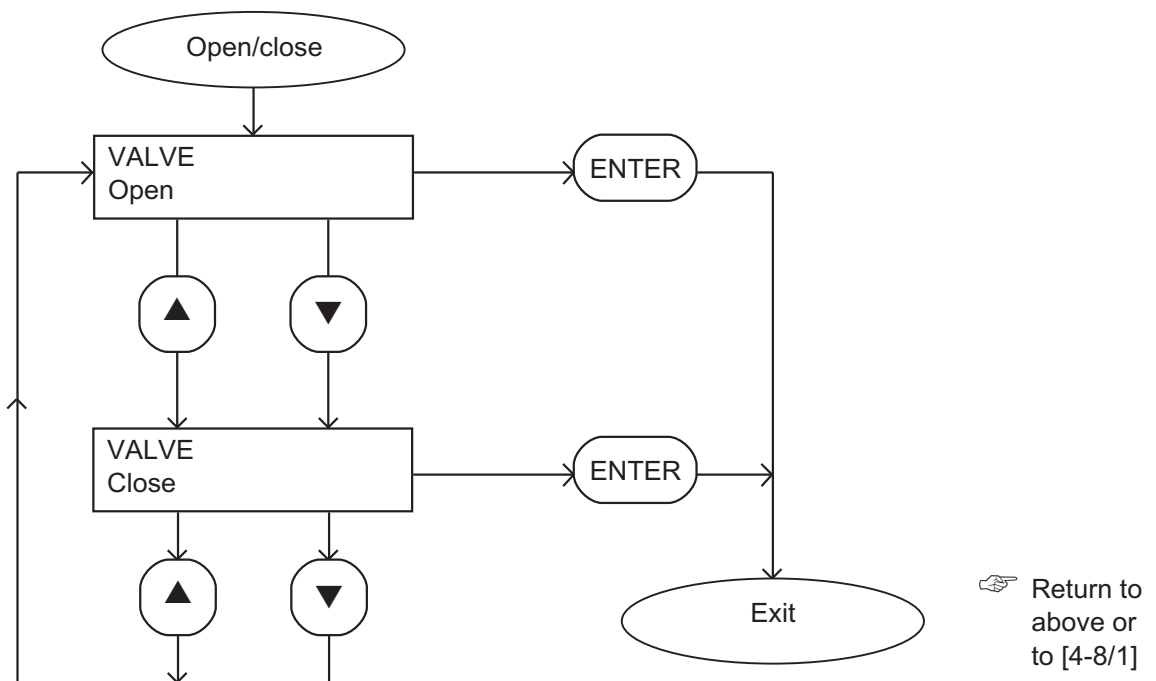 Open/close
VALVE
Open
ENTER
▲
▼
VALVE
Close
ENTER
▲
▼
Exit
☞ Return to
above or
to [4-8/1]